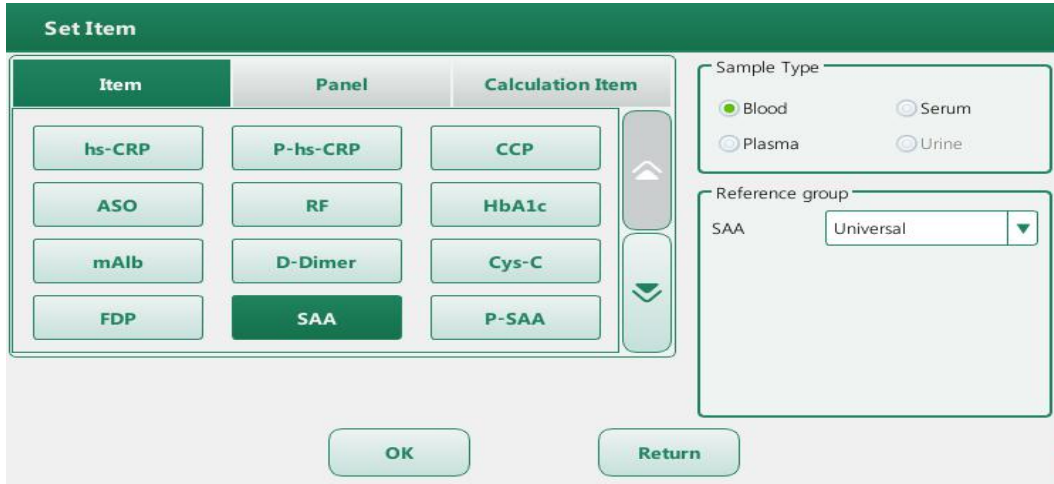 Set Item
Item Panel Calculation Item
hs-CRP P-hs-CRP CCP
ASO RF HbA1c
mAlb D-Dimer Cys-C
FDP SAA P-SAA
Sample Type
Blood Serum
Plasma Urine
Reference group
SAA Universal
OK Return